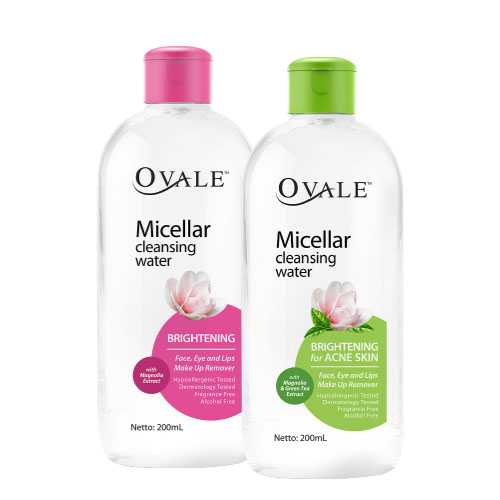 OVALE™
Micellar
cleansing
water
BRIGHTENING
Face, Eye and Lips
Make Up Remover
with
Magnolia
Extract
Hypoallergenic Tested
Dermatology Tested
Fragrance Free
Alcohol Free
Netto: 200mL
OVALE™
Micellar
cleansing
water
BRIGHTENING
for ACNE SKIN
Face, Eye and Lips
Make Up Remover
with
Magnolia
& Green Tea
Extract
Hypoallergenic Tested
Dermatology Tested
Fragrance Free
Alcohol Free
Netto: 200mL